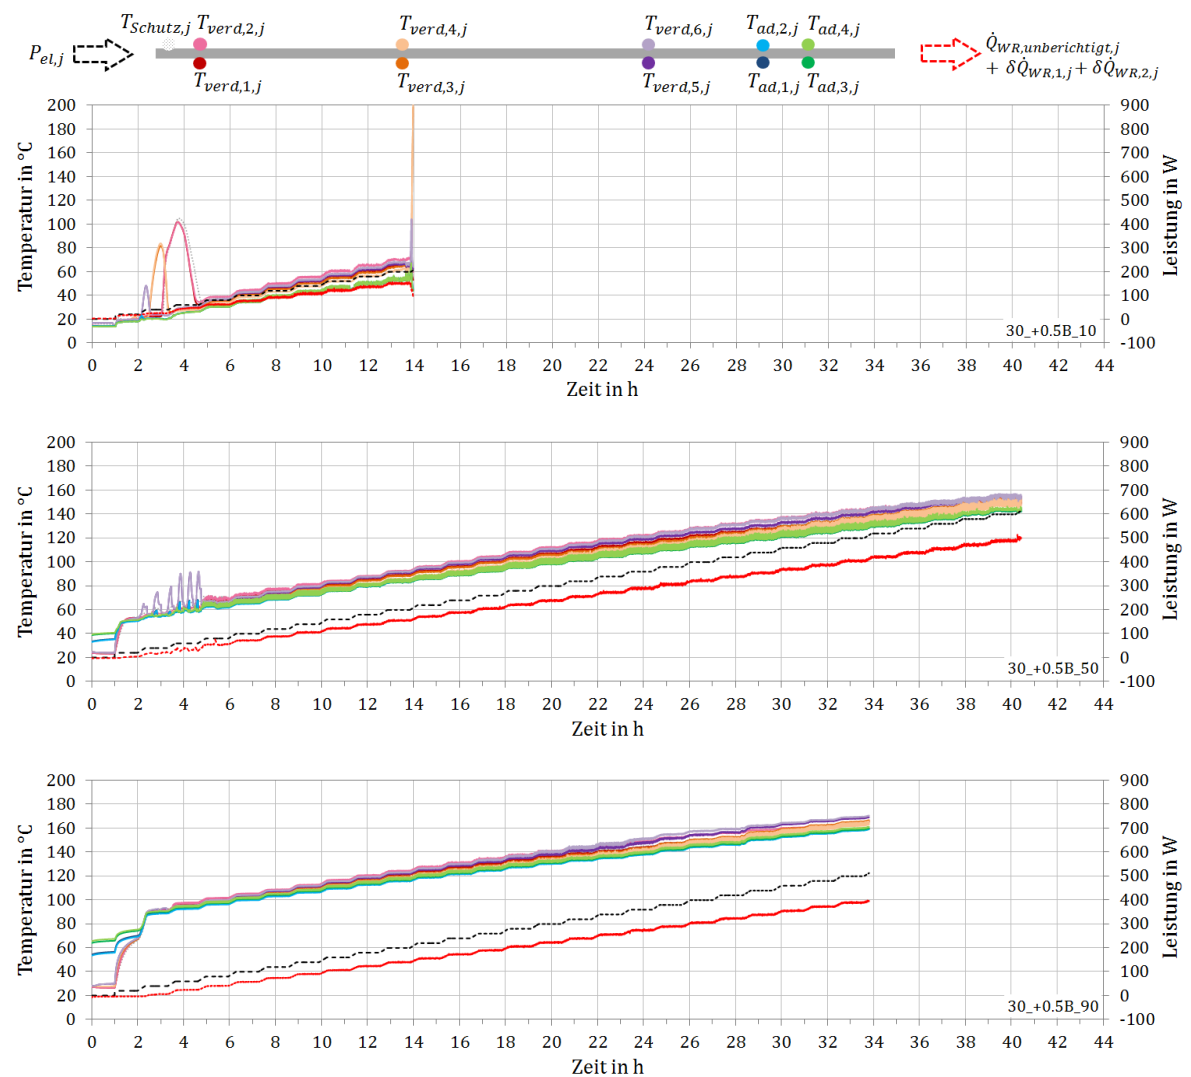 T_Schutz,j T_verd,2,j T_verd,4,j T_verd,6,j T_ad,2,j T_ad,4,j
P_el,j Q̇_WR,unberichtigt,j
+ δQ̇_WR,1,j + δQ̇_WR,2,j
T_verd,1,j T_verd,3,j T_verd,5,j T_ad,1,j T_ad,3,j
200 900
180 800
160 700
140 600
120 500
100 400
80 300
60 200
40 100
20 0
0 -100
Temperatur in °C
Leistung in W
30_+0.5B_10
0 2 4 6 8 10 12 14 16 18 20 22 24 26 28 30 32 34 36 38 40 42 44
Zeit in h
200 900
180 800
160 700
140 600
120 500
100 400
80 300
60 200
40 100
20 0
0 -100
Temperatur in °C
Leistung in W
30_+0.5B_50
0 2 4 6 8 10 12 14 16 18 20 22 24 26 28 30 32 34 36 38 40 42 44
Zeit in h
200 900
180 800
160 700
140 600
120 500
100 400
80 300
60 200
40 100
20 0
0 -100
Temperatur in °C
Leistung in W
30_+0.5B_90
0 2 4 6 8 10 12 14 16 18 20 22 24 26 28 30 32 34 36 38 40 42 44
Zeit in h